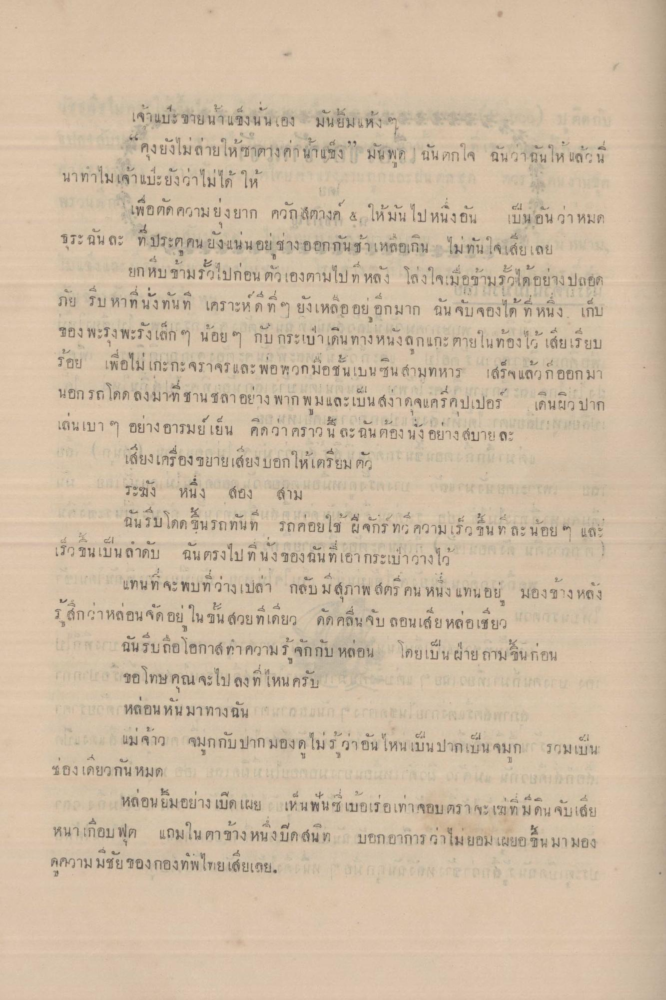 เจ้าแป๊ะขายน้ำแข็งนั่นเอง มันยิ้มแห้ง ๆ
“คุงยังไม่ล่ายให้ซาตางค่าน้ำแข็ง” มันพูด ฉันตกใจ ฉันว่าฉันให้แล้วนี่
นาทำไมเจ้าแป๊ะยังว่าไม่ได้ ให้
เพื่อตัดความยุ่งยาก ควักสตางค์ ๕ ให้มันไปหนึ่งอัน เป็นอันว่าหมด
ธุระฉันละ ที่ประตูคนยังแน่นอยู่ช่างออกกันช้าเหลือเกิน ไม่ทันใจเสียเลย
ยกหีบข้ามรั้วไปก่อนตัวเองตามไปทีหลัง โล่งใจเมื่อข้ามรั้วได้อย่างปลอด
ภัย รีบหาที่นั่งทันที เคราะห์ดีที่ๆ ยังเหลืออยู่อีกมาก ฉันจับจองได้ที่หนึ่ง เก็บ
ของพะรุงพะรังเล็กๆ น้อยๆ กับกระเป๋าเดินทางหนังลูกแกะตายในท้องไว้เสียเรียบ
ร้อย เพื่อไม่เกะกะจราจรและพ่อพวกมือชั้นเบนซินสามทหาร เสร็จแล้วก็ออกมา
นอกรถโดดลงมาที่ชานชลาอย่างพากพูมและเป็นสง่าดุจแครี่คุปเปอร์ เดินผิวปาก
เล่นเบาๆ อย่างอารมย์เย็น คิดว่าคราวนี้ละฉันต้องนั่งอย่างสบายละ
เสียงเครื่องขยายเสียงบอกให้เตรียมตัว
ระฆัง หนึ่ง สอง สาม
ฉันรีบโดดขึ้นรถทันที รถค่อยใช้ ฝีจักร์ทวีความเร็วขึ้นทีละน้อยๆ และ
เร็วขึ้นเป็นลำดับ ฉันตรงไปที่นั่งของฉันที่เอากระเป๋าวางไว้
แทนที่จะพบที่ว่างเปล่า กลับมีสุภาพสตรีคนหนึ่งแทนอยู่ มองข้างหลัง
รู้สึกว่าหล่อนจัดอยู่ในขั้นสวยทีเดียว ดัดคลื่นจับลอนเสียหล่อเชียว
ฉันรีบถือโอกาสทำความรู้จักกับหล่อน โดยเป็นฝ่ายถามขึ้นก่อน
ขอโทษคุณจะไปลงที่ไหนครับ
หล่อนหันมาทางฉัน
แม่จ้าว จมูกกับปากมองดูไม่รู้ว่าอันไหนเป็นปากเป็นจมูก รวมเป็น
ช่องเดียวกันหมด
หล่อนยิ้มอย่างเบิดเผย เห็นฟันซี่เบ้อเร่อเท่าจอบตราจะเฆ่ที่มีดินจับเสีย
หนาเกือบฟุต แถมในตาข้างหนึ่งบีดสนิท บอกอาการว่าไม่ยอมเผยอขึ้นมามอง
ดูความมีชัยของกองทัพไทยเสียเลย.